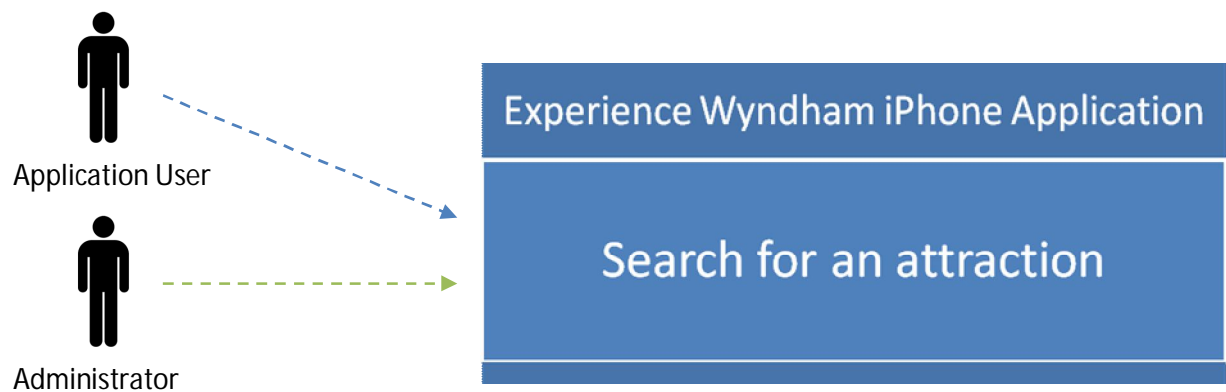 Application User
Administrator
Experience Wyndham iPhone Application
Search for an attraction